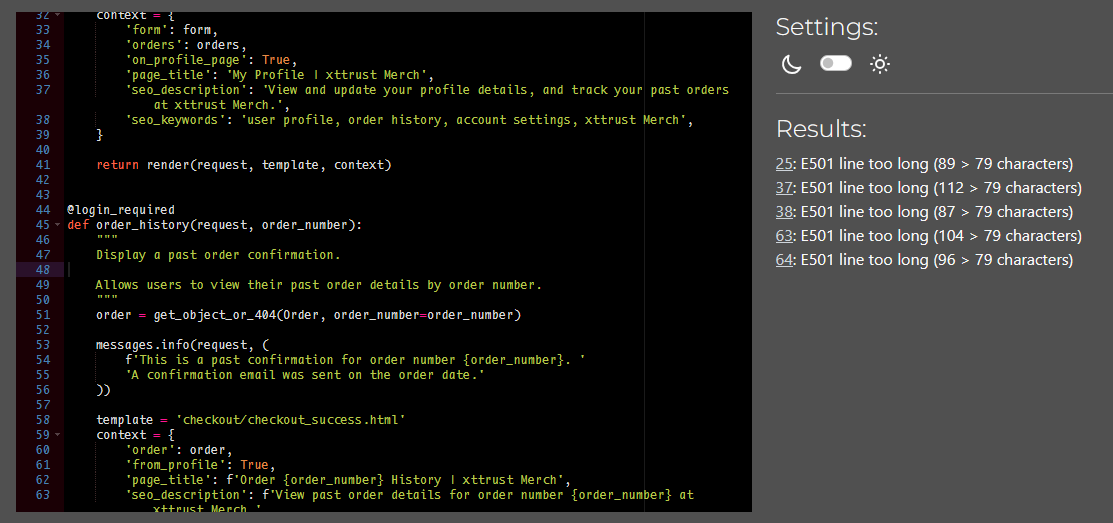 32 context = {
33 'form': form,
34 'orders': orders,
35 'on_profile_page': True,
36 'page_title': 'My Profile | xttrust Merch',
37 'seo_description': 'View and update your profile details, and track your past orders
at xttrust Merch.',
38 'seo_keywords': 'user profile, order history, account settings, xttrust Merch',
39 }
40
41 return render(request, template, context)
42
43
44 @login_required
45 def order_history(request, order_number):
46 """
47 Display a past order confirmation.
48
49 Allows users to view their past order details by order number.
50 """
51 order = get_object_or_404(Order, order_number=order_number)
52
53 messages.info(request, (
54 f'This is a past confirmation for order number {order_number}. '
55 'A confirmation email was sent on the order date.'
56 ))
57
58 template = 'checkout/checkout_success.html'
59 context = {
60 'order': order,
61 'from_profile': True,
62 'page_title': f'Order {order_number} History | xttrust Merch',
63 'seo_description': f'View past order details for order number {order_number} at
xttrust Merch.'
Settings:
Results:
25: E501 line too long (89 > 79 characters)
37: E501 line too long (112 > 79 characters)
38: E501 line too long (87 > 79 characters)
63: E501 line too long (104 > 79 characters)
64: E501 line too long (96 > 79 characters)